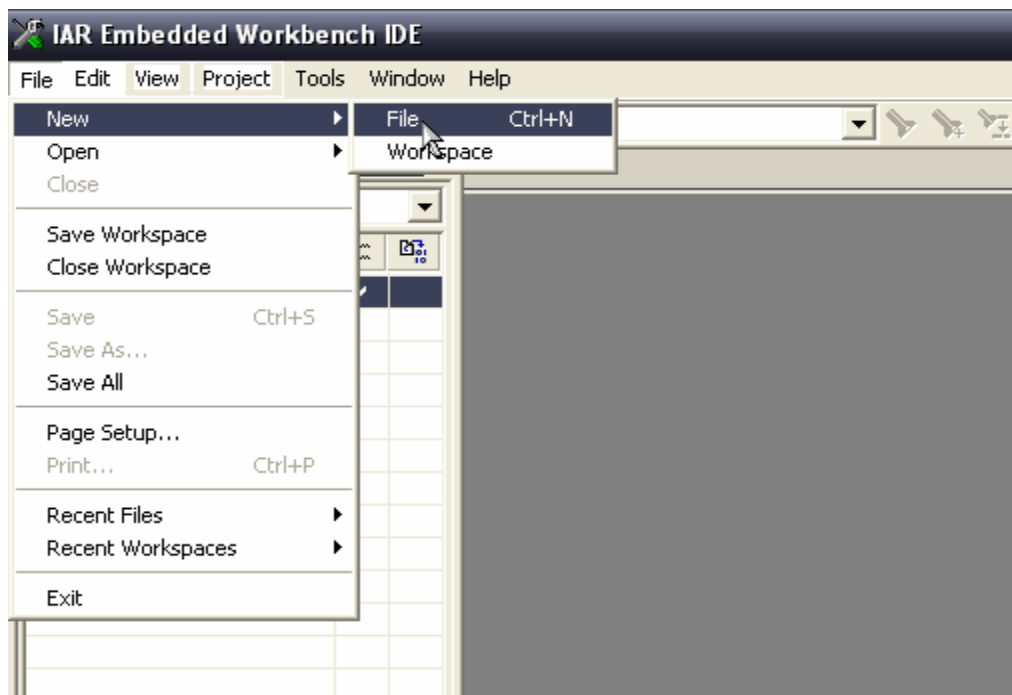 IAR Embedded Workbench IDE
File Edit View Project Tools Window Help
New File Ctrl+N
Open Workspace
Close
Save Workspace
Close Workspace
Save Ctrl+S
Save As...
Save All
Page Setup...
Print... Ctrl+P
Recent Files
Recent Workspaces
Exit